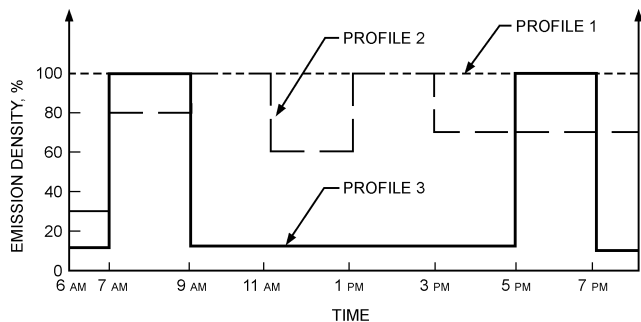 PROFILE 2
PROFILE 1
100
80
60
40
20
0
EMISSION DENSITY, %
PROFILE 3
6 AM 7 AM 9 AM 11 AM 1 PM 3 PM 5 PM 7 PM
TIME